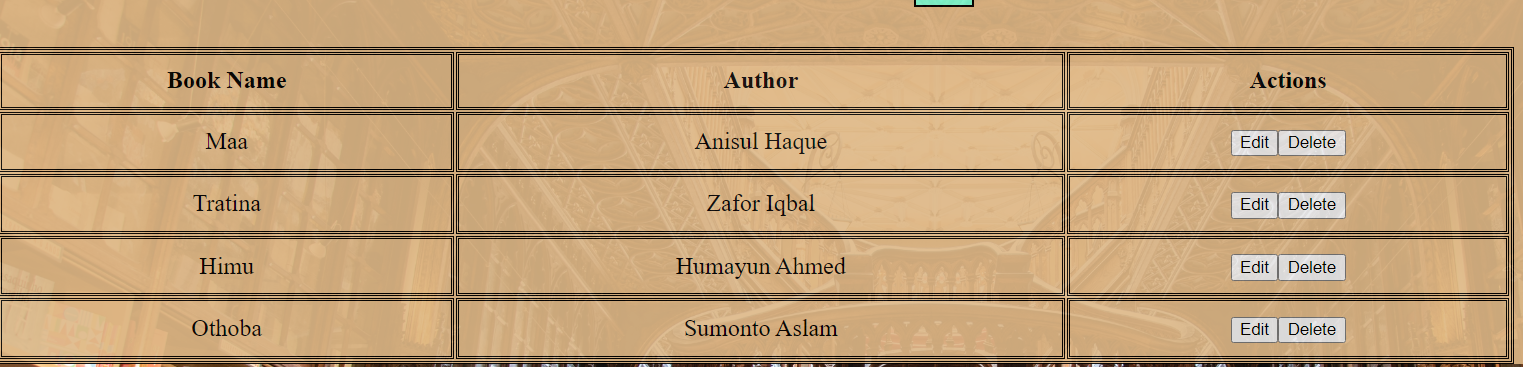 Book Name Author Actions
Maa Anisul Haque Edit Delete
Tratina Zafor Iqbal Edit Delete
Himu Humayun Ahmed Edit Delete
Othoba Sumonto Aslam Edit Delete